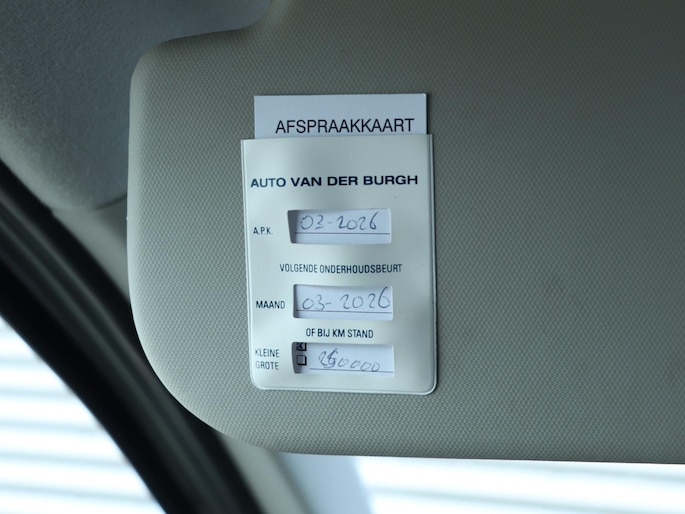 AFSPRAAKKAART
AUTO VAN DER BURGH
A.P.K. 03-2026
VOLGENDE ONDERHOUDSBEURT
MAAND 03-2026
OF BIJ KM STAND
KLEINE
GROTE